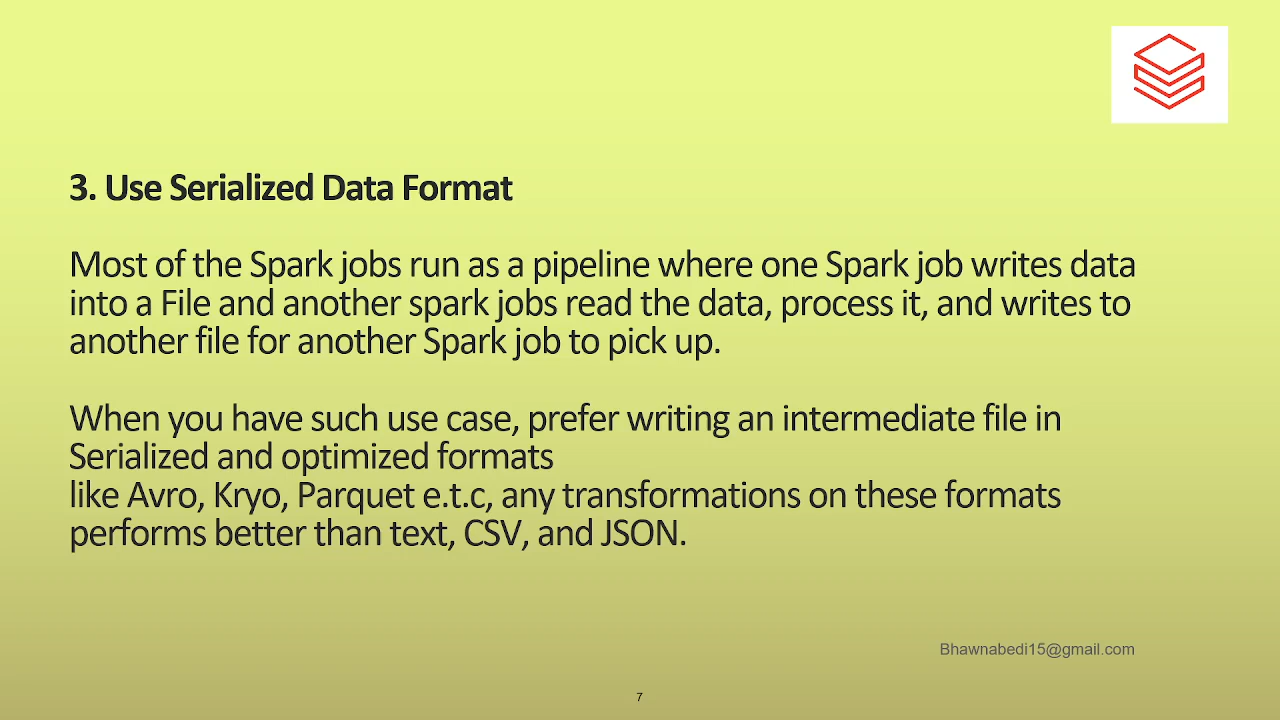 3. Use Serialized Data Format
Most of the Spark jobs run as a pipeline where one Spark job writes data
into a File and another spark jobs read the data, process it, and writes to
another file for another Spark job to pick up.
When you have such use case, prefer writing an intermediate file in
Serialized and optimized formats
like Avro, Kryo, Parquet e.t.c, any transformations on these formats
performs better than text, CSV, and JSON.
Bhawnabedi15@gmail.com
7